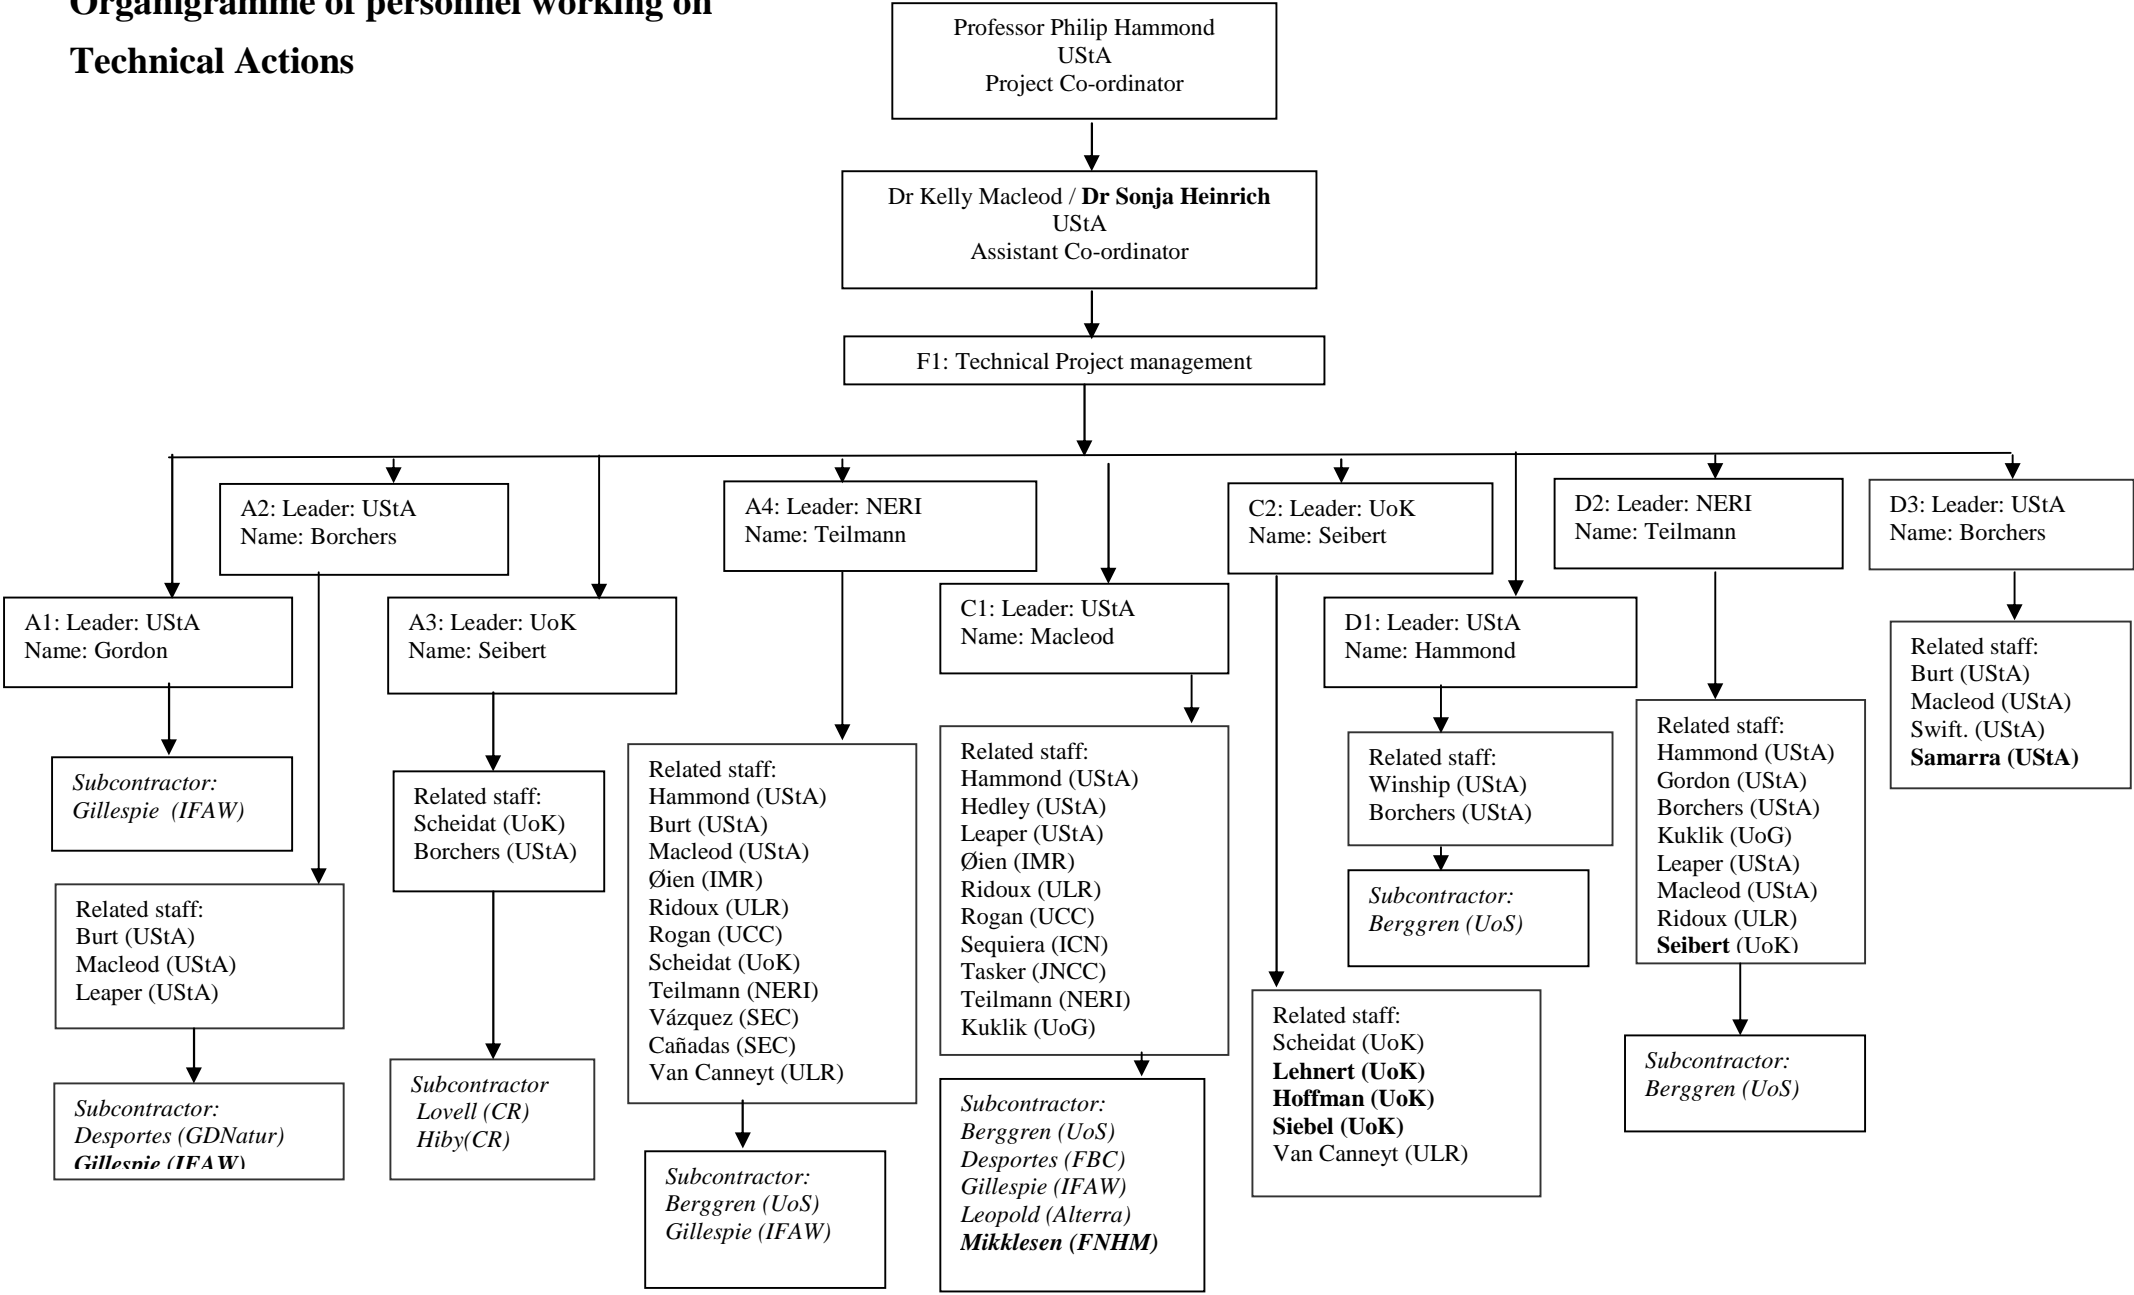 Organigramme of personnel working on
Technical Actions
Professor Philip Hammond
UStA
Project Co-ordinator
Dr Kelly Macleod / Dr Sonja Heinrich
UStA
Assistant Co-ordinator
F1: Technical Project management
A1: Leader: UStA
Name: Gordon
Subcontractor:
Gillespie (IFAW)
A2: Leader: UStA
Name: Borchers
Related staff:
Burt (UStA)
Macleod (UStA)
Leaper (UStA)
Subcontractor:
Desportes (GDNatur)
Gillespie (IFAW)
A3: Leader: UoK
Name: Seibert
Related staff:
Scheidat (UoK)
Borchers (UStA)
Subcontractor
Lovell (CR)
Hiby(CR)
A4: Leader: NERI
Name: Teilmann
Related staff:
Hammond (UStA)
Burt (UStA)
Macleod (UStA)
Øien (IMR)
Ridoux (ULR)
Rogan (UCC)
Scheidat (UoK)
Teilmann (NERI)
Vázquez (SEC)
Cañadas (SEC)
Van Canneyt (ULR)
Subcontractor:
Berggren (UoS)
Gillespie (IFAW)
C1: Leader: UStA
Name: Macleod
Related staff:
Hammond (UStA)
Hedley (UStA)
Leaper (UStA)
Øien (IMR)
Ridoux (ULR)
Rogan (UCC)
Sequiera (ICN)
Tasker (JNCC)
Teilmann (NERI)
Kuklik (UoG)
Subcontractor:
Berggren (UoS)
Desportes (FBC)
Gillespie (IFAW)
Leopold (Alterra)
Mikklesen (FNHM)
C2: Leader: UoK
Name: Seibert
Related staff:
Scheidat (UoK)
Lehnert (UoK)
Hoffman (UoK)
Siebel (UoK)
Van Canneyt (ULR)
D1: Leader: UStA
Name: Hammond
Related staff:
Winship (UStA)
Borchers (UStA)
Subcontractor:
Berggren (UoS)
D2: Leader: NERI
Name: Teilmann
Related staff:
Hammond (UStA)
Gordon (UStA)
Borchers (UStA)
Kuklik (UoG)
Leaper (UStA)
Macleod (UStA)
Ridoux (ULR)
Seibert (UoK)
Subcontractor:
Berggren (UoS)
D3: Leader: UStA
Name: Borchers
Related staff:
Burt (UStA)
Macleod (UStA)
Swift. (UStA)
Samarra (UStA)